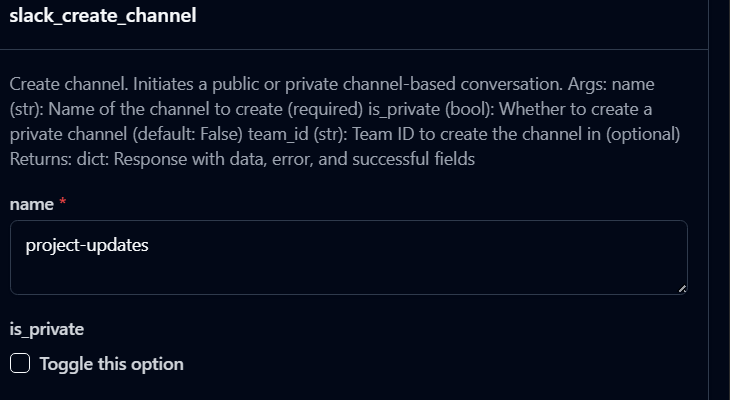 slack_create_channel
Create channel. Initiates a public or private channel-based conversation. Args: name
(str): Name of the channel to create (required) is_private (bool): Whether to create a
private channel (default: False) team_id (str): Team ID to create the channel in (optional)
Returns: dict: Response with data, error, and successful fields
name *
project-updates
is_private
Toggle this option